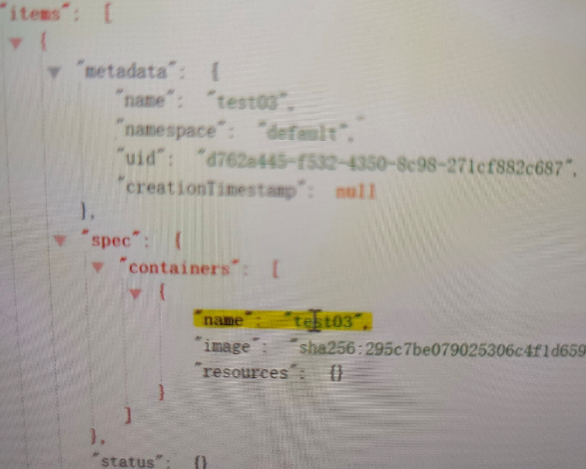 "items": [
{
"metadata": {
"name": "test03",
"namespace": "default",
"uid": "d762a445-f532-4350-8c98-271cf882c687",
"creationTimestamp": null
},
"spec": {
"containers": [
{
"name": "test03",
"image": "sha256:295c7be079025306c4f1d659
"resources": {}
}
]
},
"status": {}